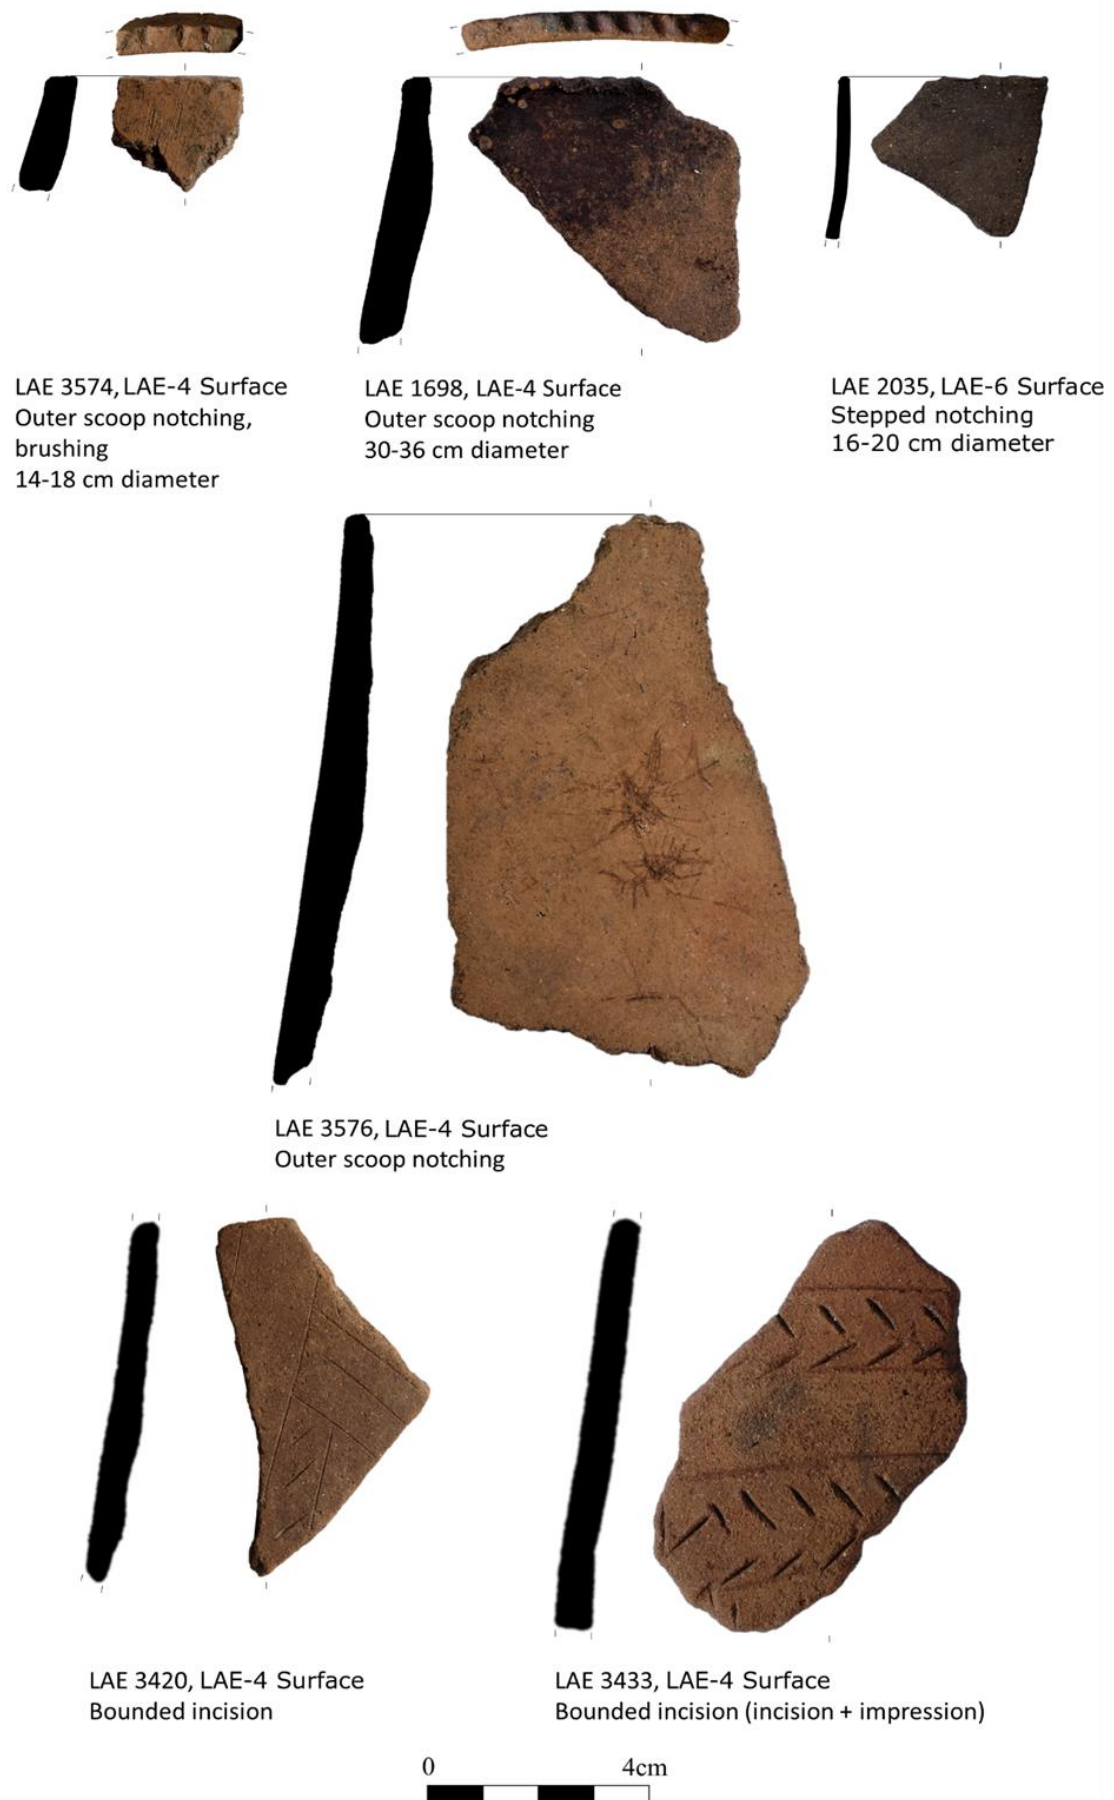 LAE 3574, LAE-4 Surface
Outer scoop notching,
brushing
14-18 cm diameter
LAE 1698, LAE-4 Surface
Outer scoop notching
30-36 cm diameter
LAE 2035, LAE-6 Surface
Stepped notching
16-20 cm diameter
LAE 3576, LAE-4 Surface
Outer scoop notching
LAE 3420, LAE-4 Surface
Bounded incision
LAE 3433, LAE-4 Surface
Bounded incision (incision + impression)
0 4cm